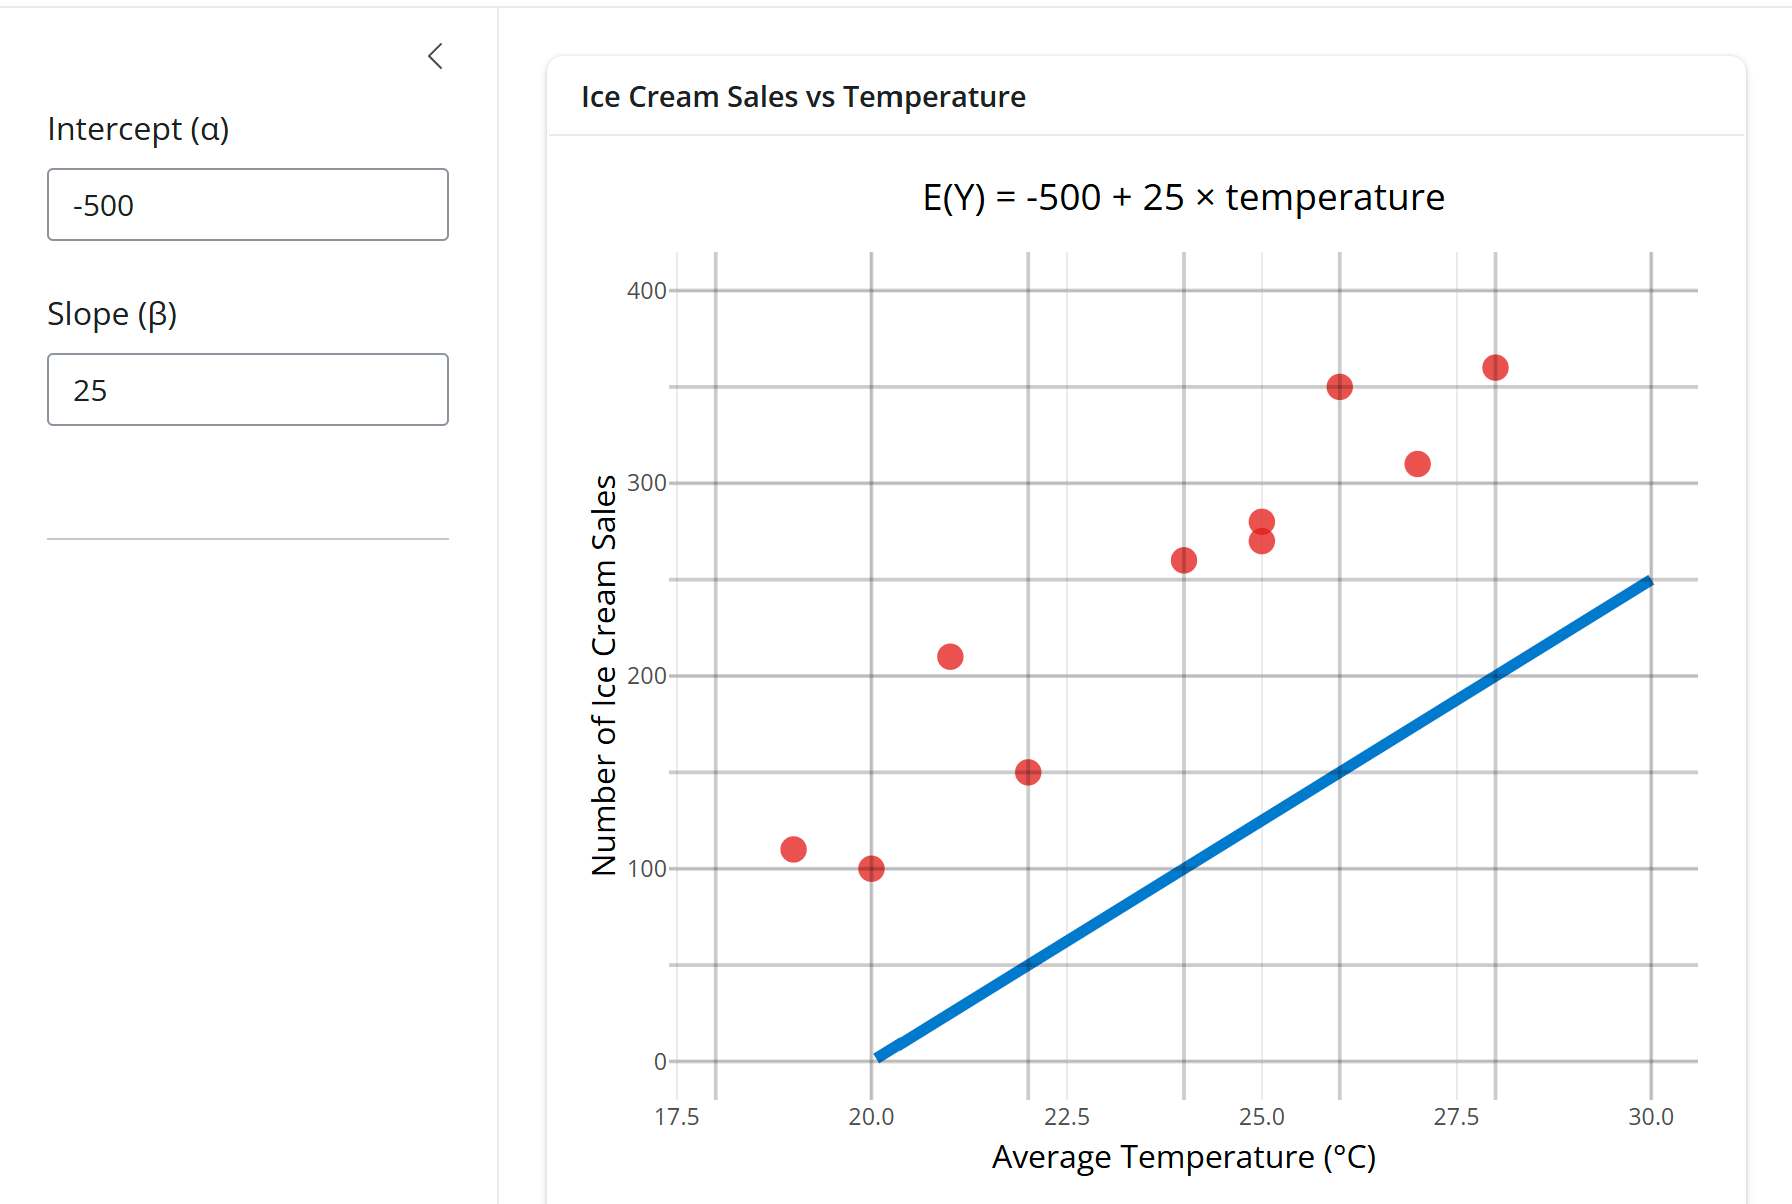 Intercept (α)
-500
Slope (β)
25
Ice Cream Sales vs Temperature
E(Y) = -500 + 25 × temperature
Number of Ice Cream Sales
400
300
200
100
0
17.5 20.0 22.5 25.0 27.5 30.0
Average Temperature (°C)